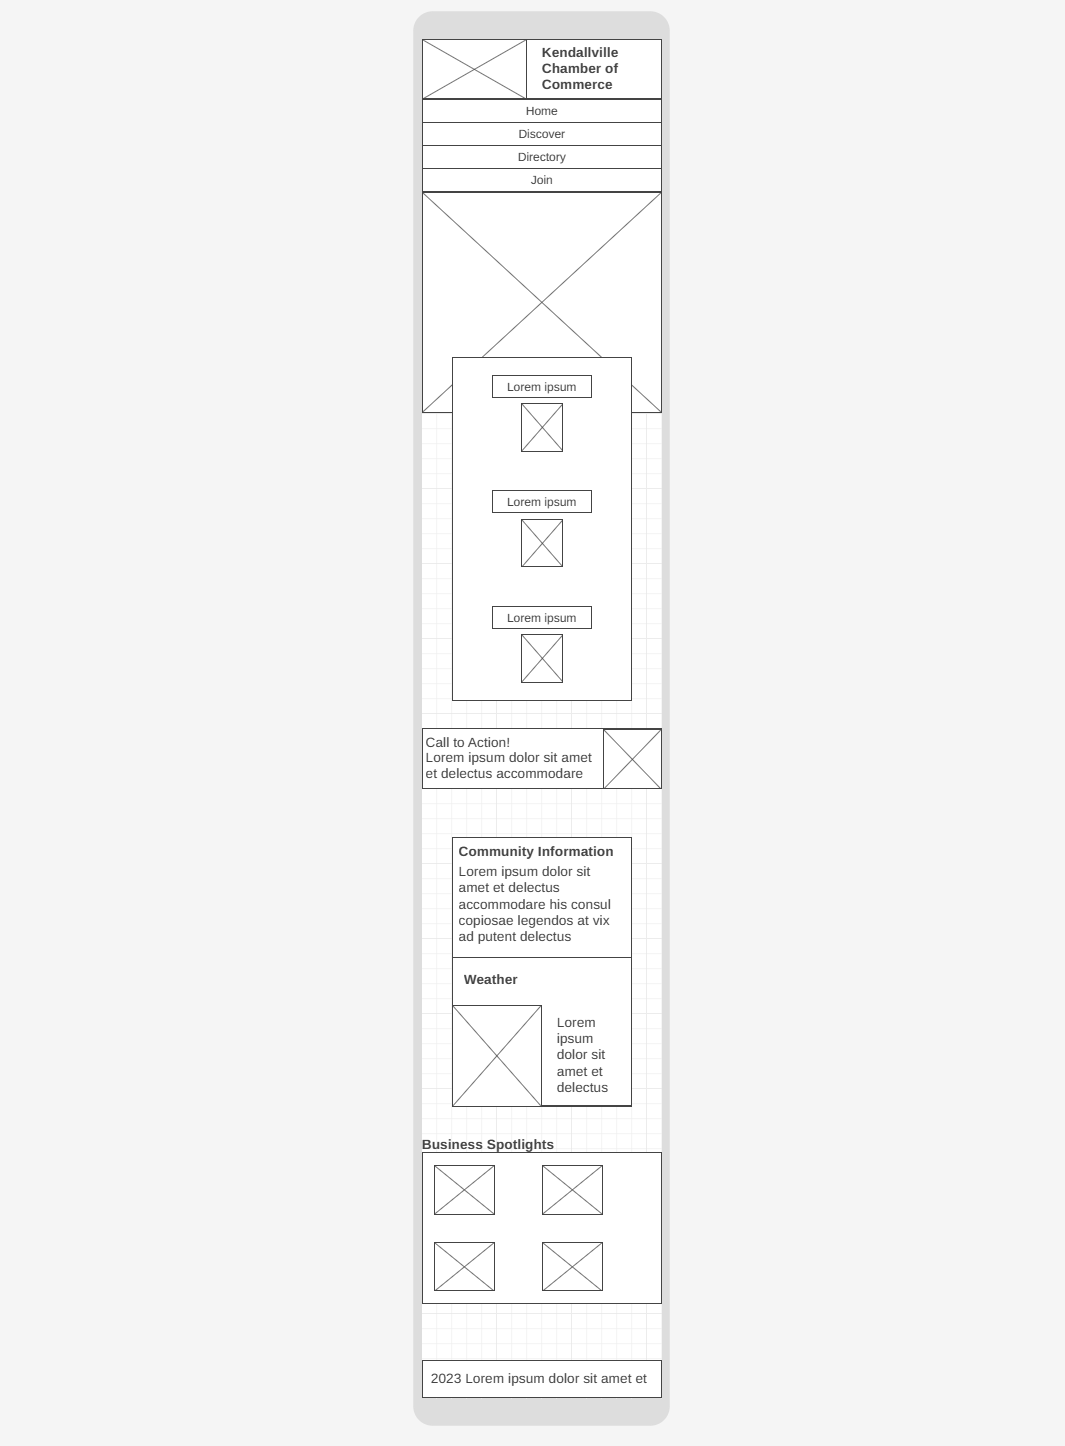 Kendallville
Chamber of
Commerce
Home
Discover
Directory
Join
Lorem ipsum
Lorem ipsum
Lorem ipsum
Call to Action!
Lorem ipsum dolor sit amet
et delectus accommodare
Community Information
Lorem ipsum dolor sit
amet et delectus
accommodare his consul
copiosae legendos at vix
ad putent delectus
Weather
Lorem
ipsum
dolor sit
amet et
delectus
Business Spotlights
2023 Lorem ipsum dolor sit amet et